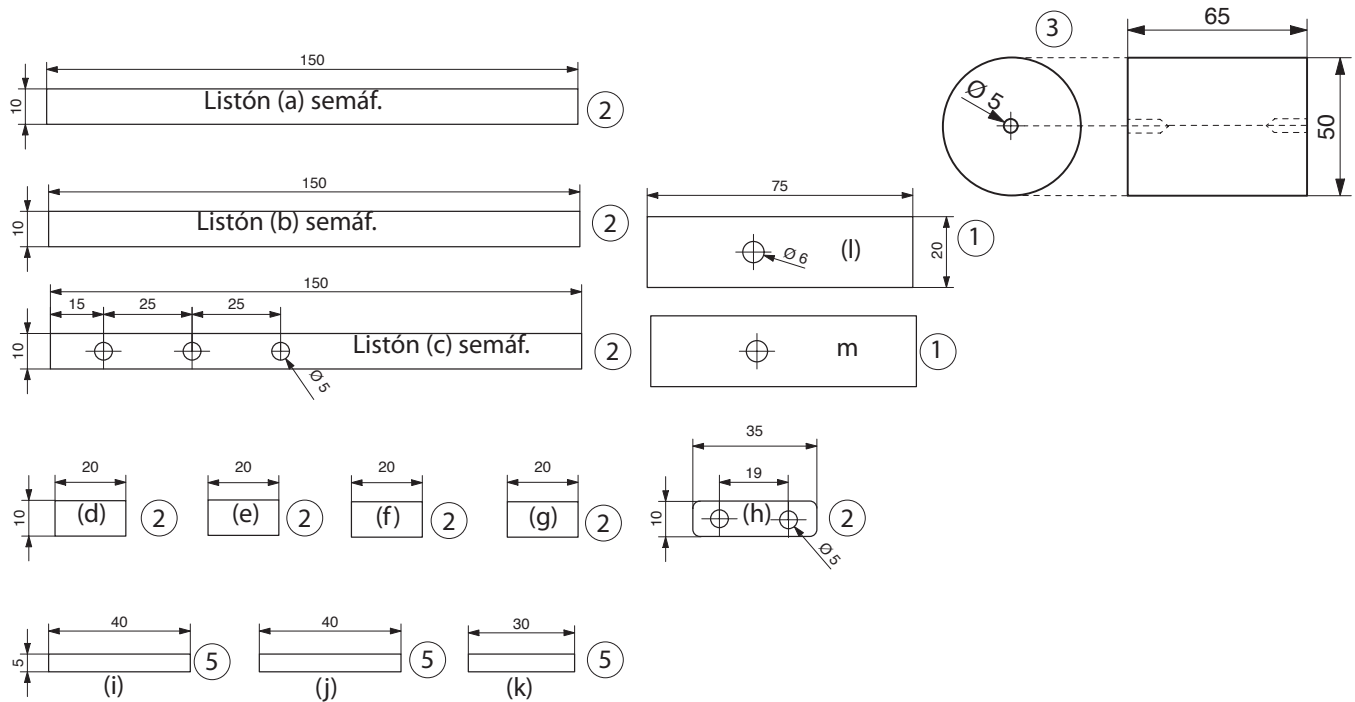 150
10
Listón (a) semáf.
2
150
10
Listón (b) semáf.
2
150
15
25
25
10
Listón (c) semáf.
Ø 5
2
3
65
Ø 5
50
75
Ø 6
(l)
20
1
m
1
20
10
(d)
2
20
(e)
2
20
(f)
2
20
(g)
2
35
19
10
(h)
Ø 5
2
40
5
(i)
5
40
(j)
5
30
(k)
5